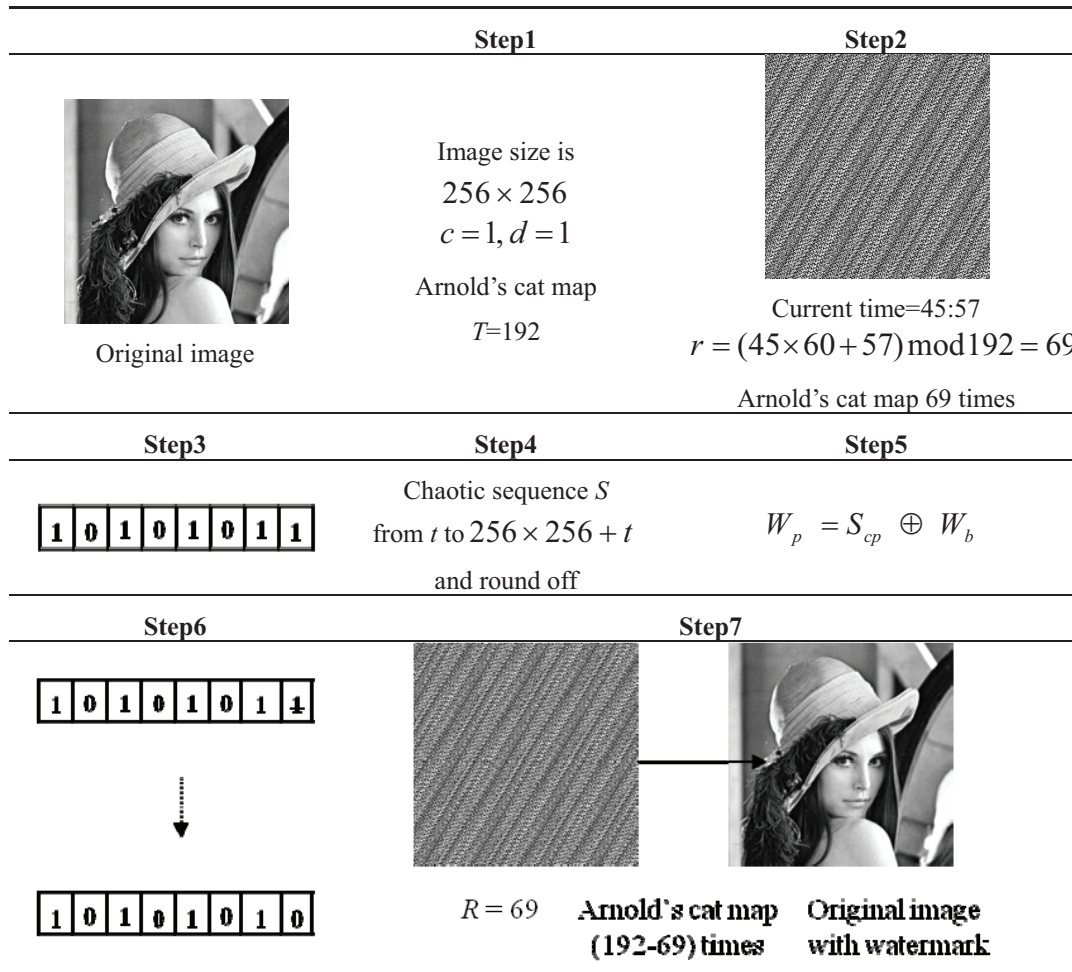 Step1
Step2
Image size is
256 × 256
c = 1, d = 1
Arnold's cat map
T=192
Original image
Current time=45:57
r = (45×60+57) mod 192 = 69
Arnold's cat map 69 times
Step3
Step4
Step5
1 0 1 0 1 0 1 1
Chaotic sequence S
from t to 256 × 256 + t
and round off
W_p = S_cp ⊕ W_b
Step6
Step7
1 0 1 0 1 0 1 1
1 0 1 0 1 0 1 0
R = 69
Arnold's cat map
(192-69) times
Original image
with watermark